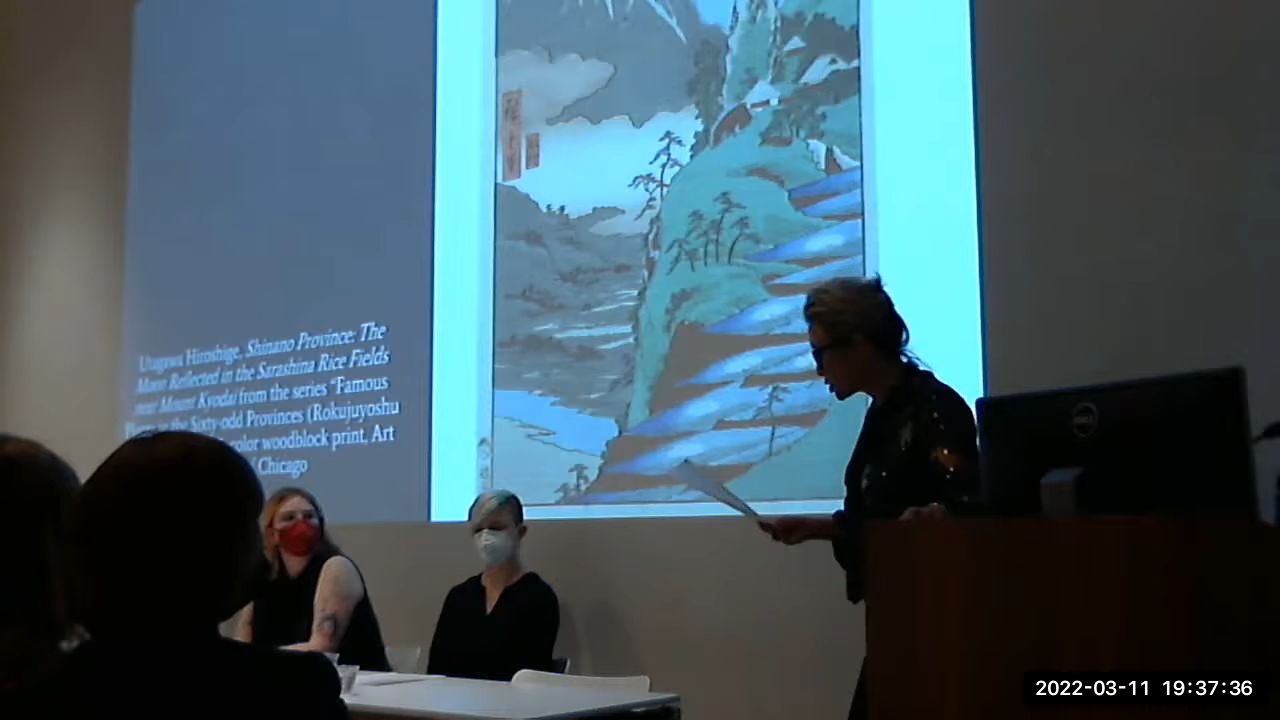 Utagawa Hiroshige, Shinano Province: The
Moon Reflected in the Sarashina Rice Fields
near Mount Kyodai from the series "Famous
in the Sixty-odd Provinces (Rokujuyoshu
color woodblock print, Art
Chicago
DELL
2022-03-11 19:37:36